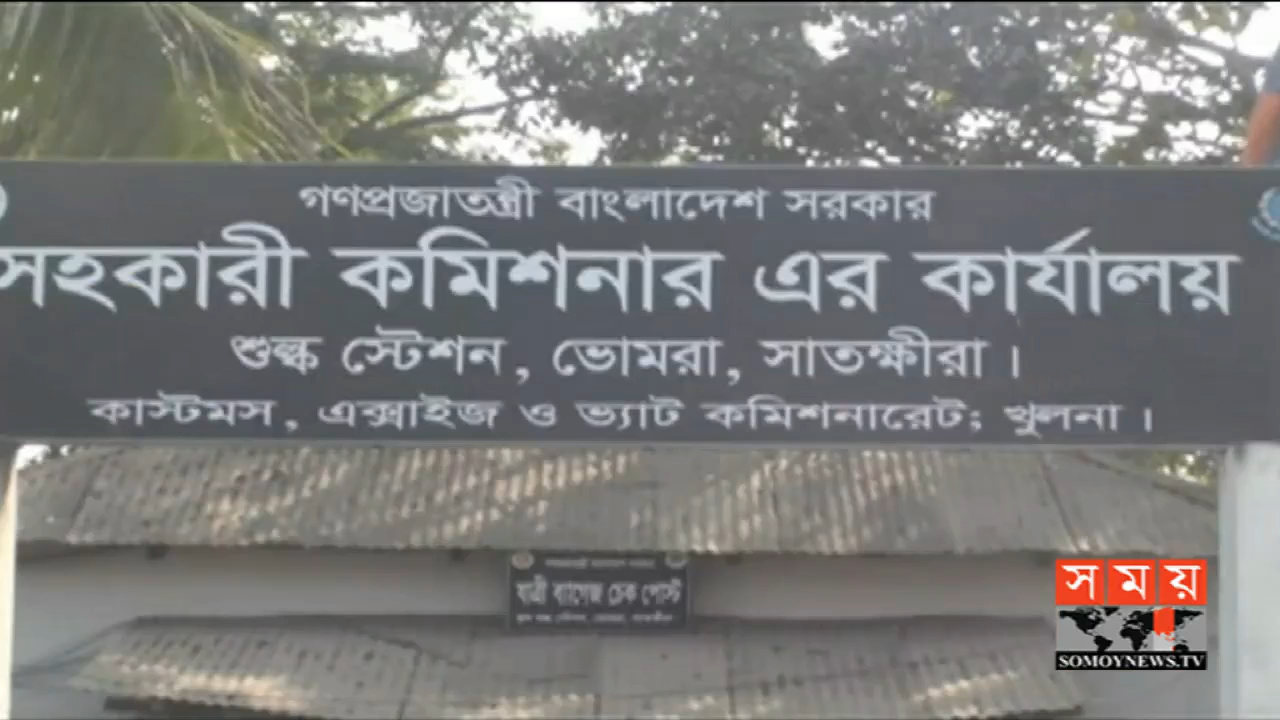 গণপ্রজাতন্ত্রী বাংলাদেশ সরকার
সহকারী কমিশনার এর কার্যালয়
শুল্ক স্টেশন, ভোমরা, সাতক্ষীরা।
কাস্টমস, এক্সাইজ ও ভ্যাট কমিশনারেট; খুলনা।
যাত্রী ব্যাগেজ চেক পোস্ট
সময়
SOMOYNEWS.TV